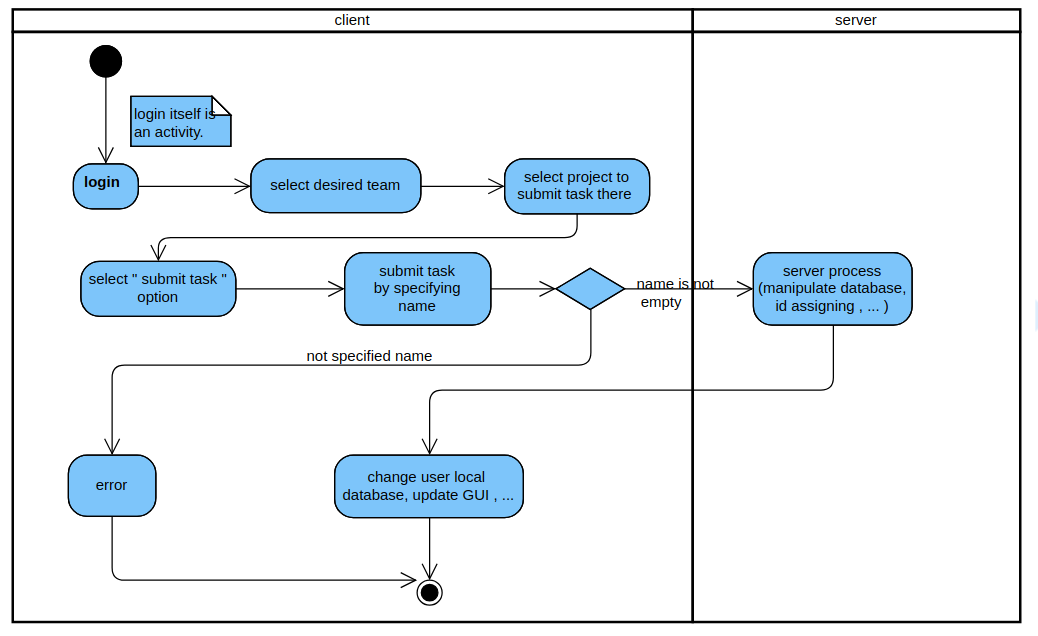 client
server
login itself is
an activity.
login
select desired team
select project to
submit task there
select " submit task "
option
submit task
by specifying
name
name is not
empty
server process
(manipulate database,
id assigning , ... )
not specified name
error
change user local
database, update GUI , ...